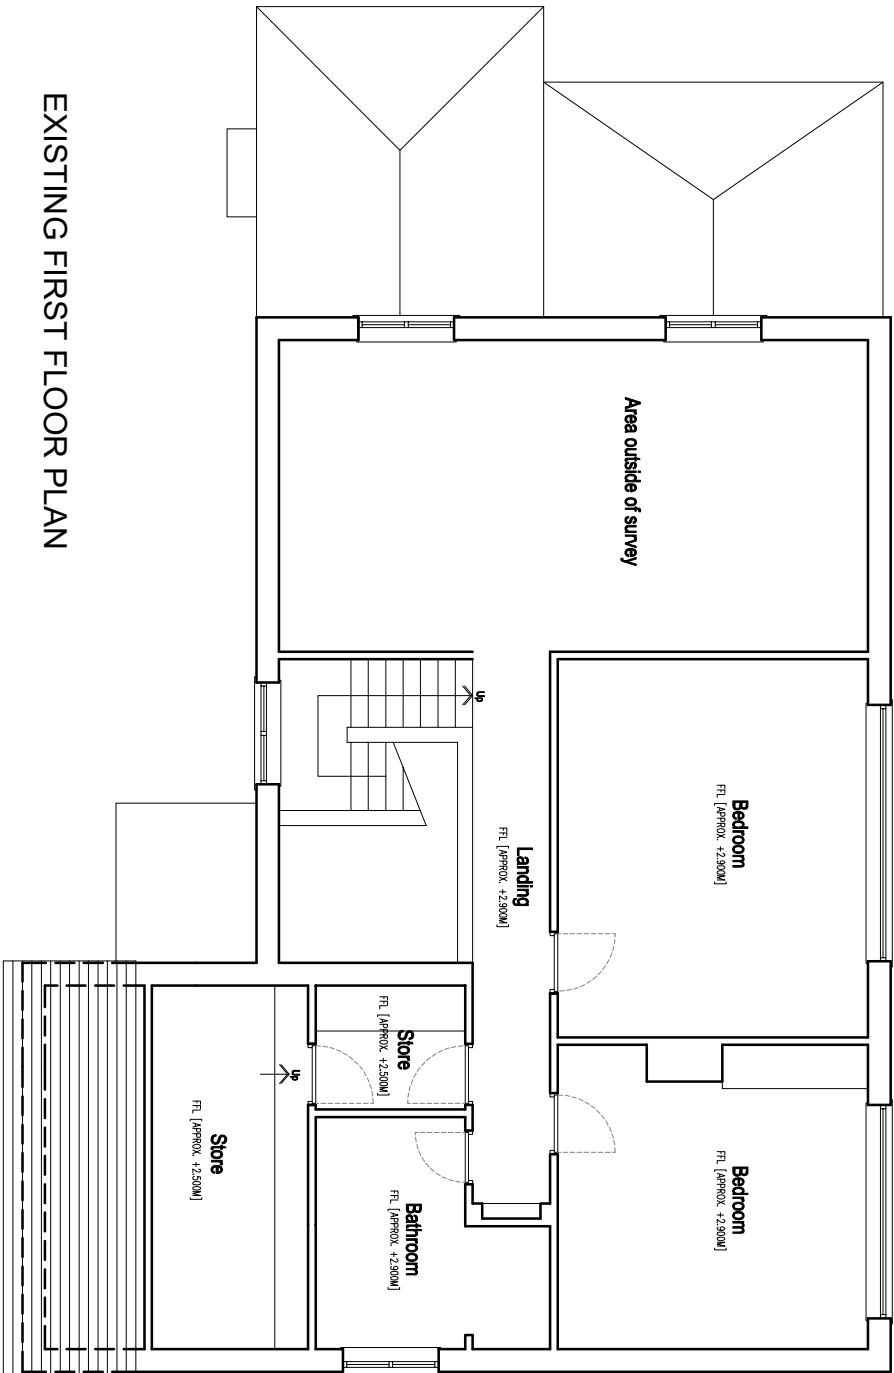 EXISTING FIRST FLOOR PLAN
Area outside of survey
Bedroom
FFL [APPROX. +2.900M]
Bedroom
FFL [APPROX. +2.900M]
Up
Landing
FFL [APPROX. +2.900M]
Store
FFL [APPROX. +2.500M]
Up
Store
FFL [APPROX. +2.500M]
Bathroom
FFL [APPROX. +2.900M]